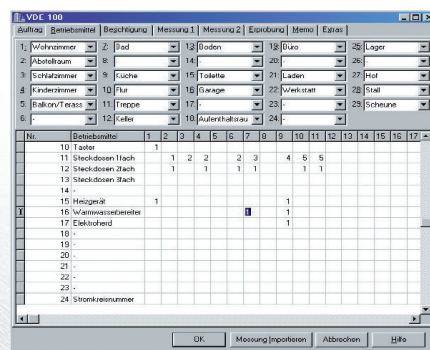 VDE 100
Auftrag Betriebsmittel Besichtigung Messung 1 Messung 2 Erprobung Memo Extras
1: Wohnzimmer 7: Bad 13: Boden 19: Büro 25: Lager
2: Abstellraum 8: 14: - 20: - 26: -
3: Schlafzimmer 9: Küche 15: Toilette 21: Laden 27: Hof
4: Kinderzimmer 10: Flur 16: Garage 22: Werkstatt 28: Stall
5: Balkon/Terass 11: Treppe 17: - 23: - 29: Scheune
6: - 12: Keller 18: Aufenthaltsrau 24: -
Nr. Betriebsmittel 1 2 3 4 5 6 7 8 9 10 11 12 13 14 15 16 17
10 Taster 1
11 Steckdosen 1fach 1 2 2 2 3 4 5 5
12 Steckdosen 2fach 1 1 1 1 1 1
13 Steckdosen 3fach
14 -
15 Heizgerät 1 1
16 Warmwasserbereiter 1 1
17 Elektroherd 1
18 -
19 -
20 -
21 -
22 -
23 -
24 Stromkreisnummer
OK Messung Importieren Abbrechen Hilfe